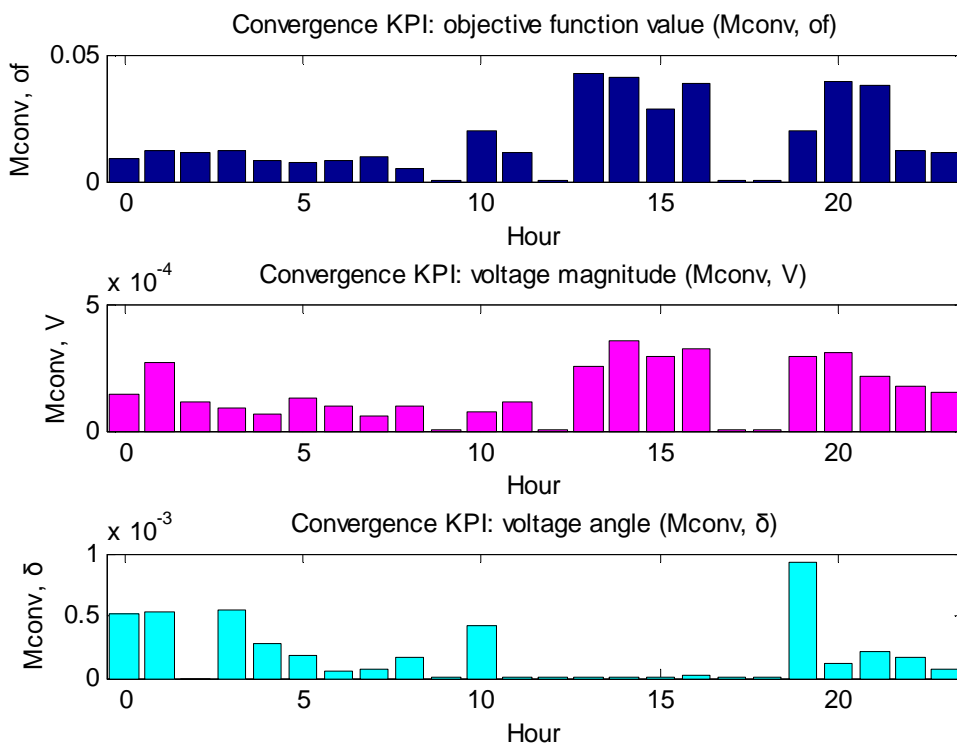 Convergence KPI: objective function value (Mconv, of)
0.05
0
Mconv, of
0 5 10 15 20
Hour
x 10-4
Convergence KPI: voltage magnitude (Mconv, V)
5
0
Mconv, V
0 5 10 15 20
Hour
x 10-3
Convergence KPI: voltage angle (Mconv, δ)
1
0.5
0
Mconv, δ
0 5 10 15 20
Hour